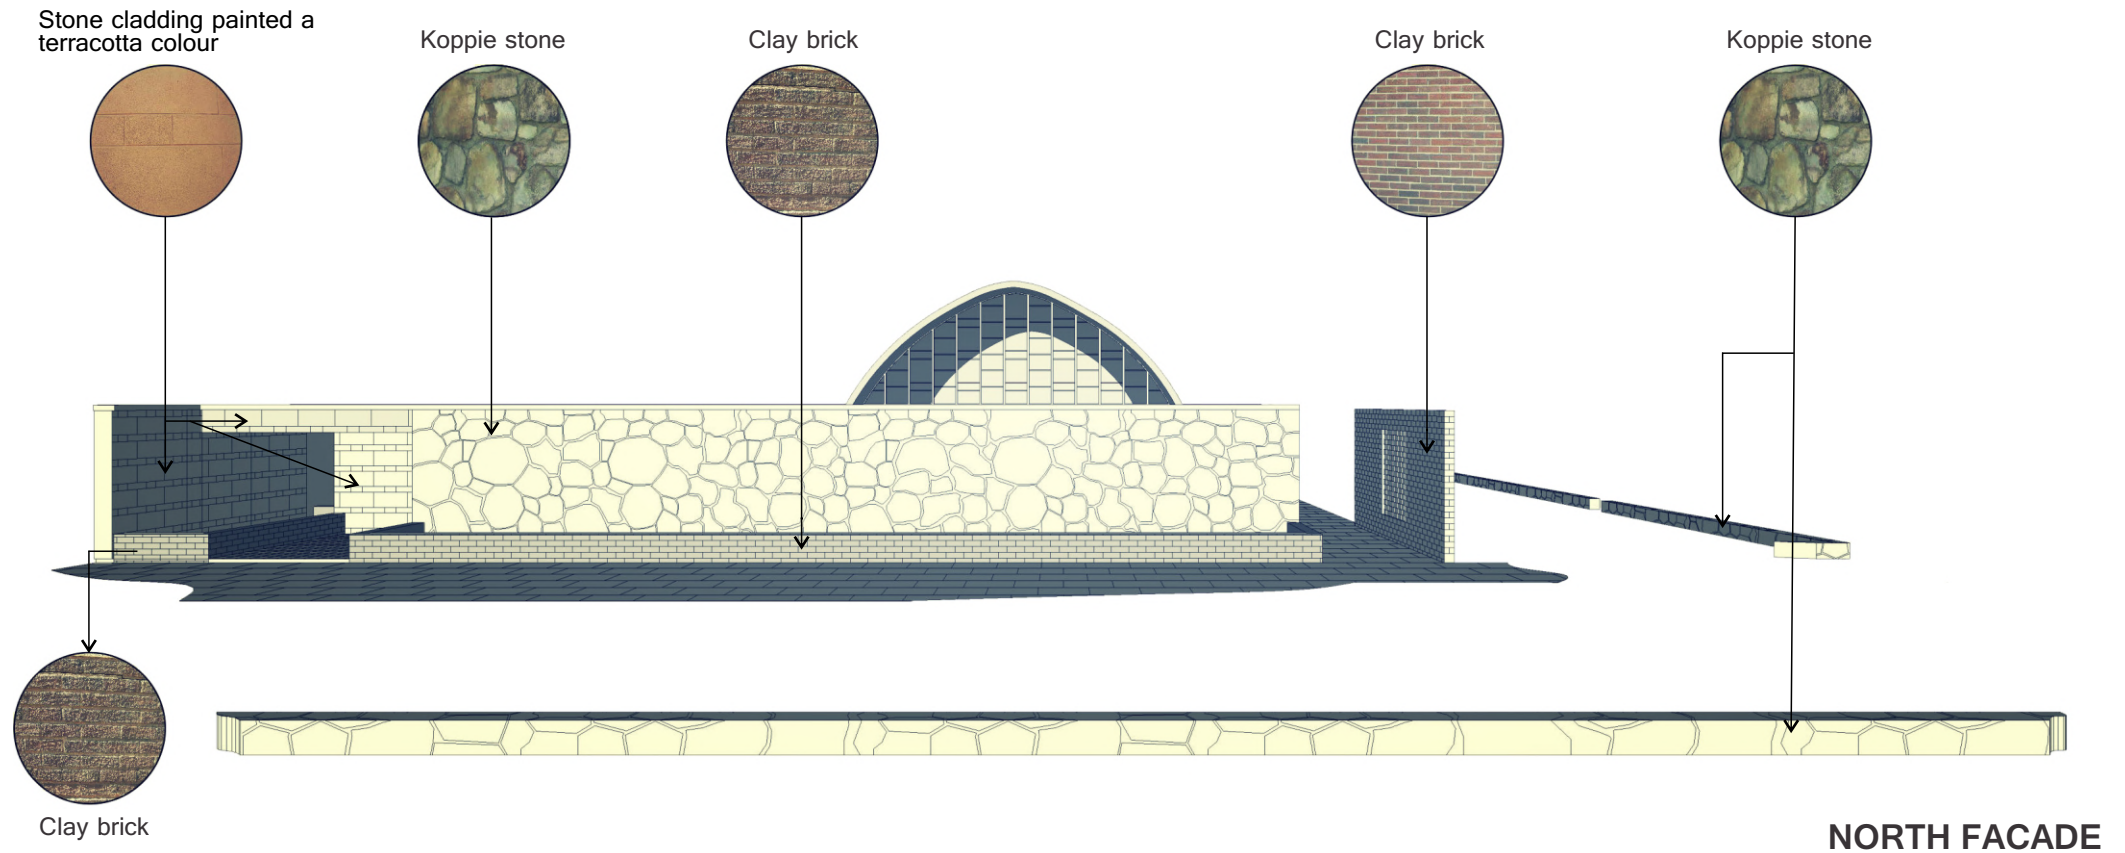 Stone cladding painted a
terracotta colour
Koppie stone
Clay brick
Clay brick
Koppie stone
Clay brick
NORTH FACADE